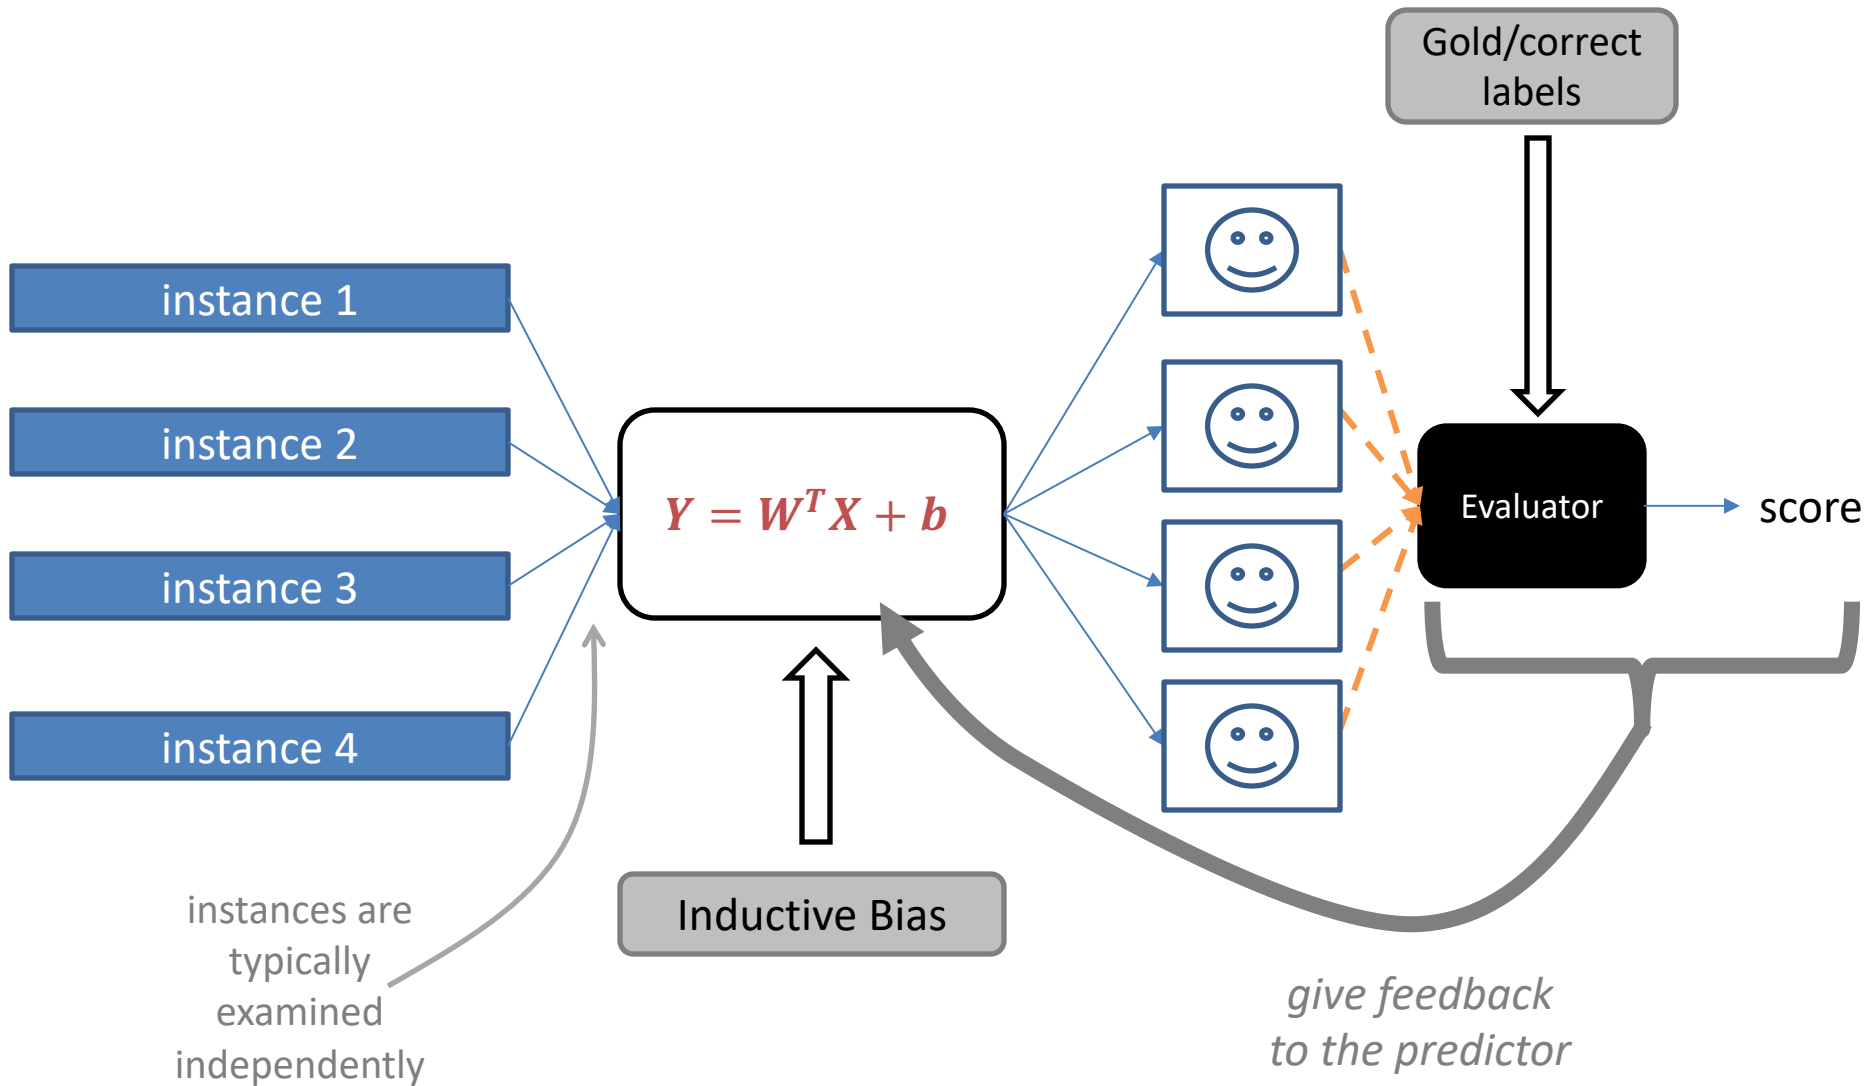 Gold/correct
labels
instance 1
instance 2
instance 3
instance 4
Y = W^T X + b
Evaluator
score
Inductive Bias
instances are
typically
examined
independently
give feedback
to the predictor